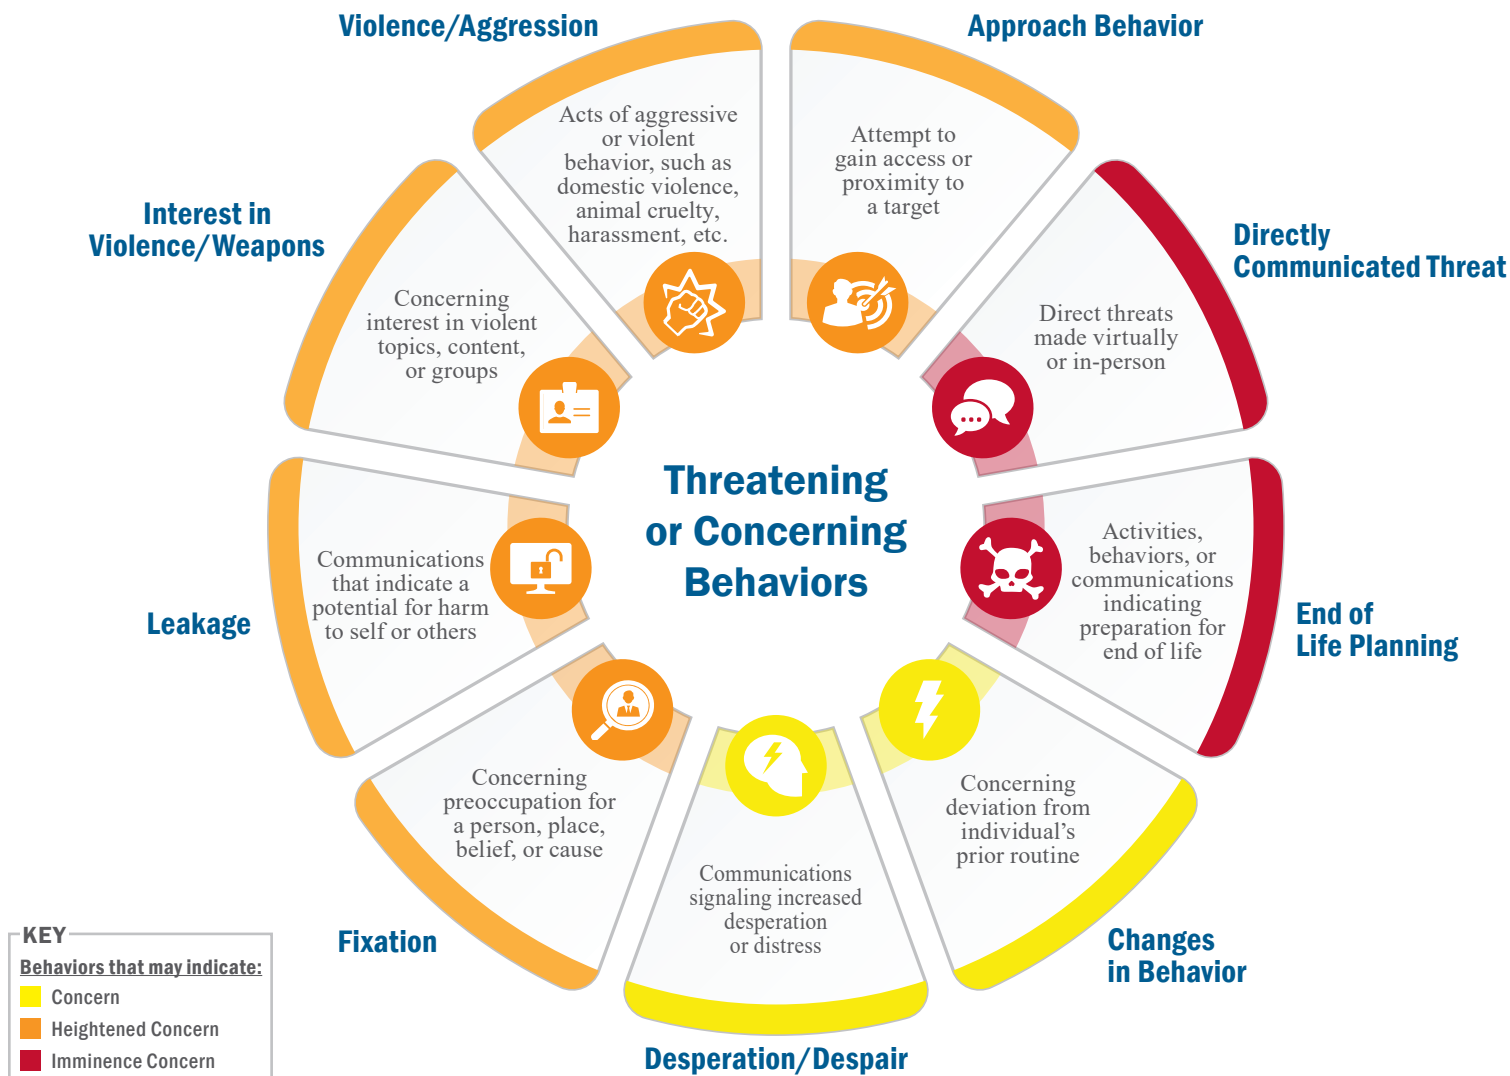 Violence/Aggression
Acts of aggressive
or violent
behavior, such as
domestic violence,
animal cruelty,
harassment, etc.
Approach Behavior
Attempt to
gain access or
proximity to
a target
Directly
Communicated Threat
Direct threats
made virtually
or in-person
End of
Life Planning
Activities,
behaviors, or
communications
indicating
preparation for
end of life
Changes
in Behavior
Concerning
deviation from
individual’s
prior routine
Desperation/Despair
Communications
signaling increased
desperation
or distress
Fixation
Concerning
preoccupation for
a person, place,
belief, or cause
Leakage
Communications
that indicate a
potential for harm
to self or others
Interest in
Violence/Weapons
Concerning
interest in violent
topics, content,
or groups
Threatening
or Concerning
Behaviors
KEY
Behaviors that may indicate:
Concern
Heightened Concern
Imminence Concern